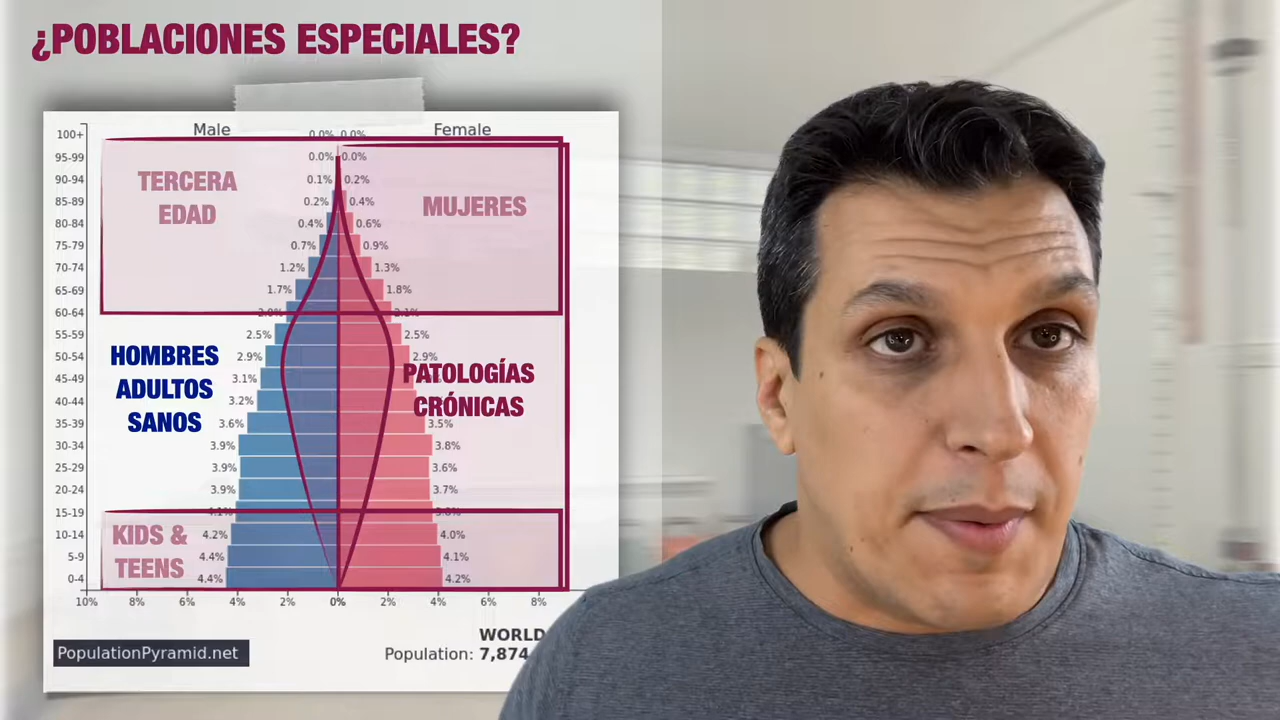 ¿POBLACIONES ESPECIALES?
Male Female
100+ 0.0% 0.0%
95-99 0.0% 0.0%
90-94 0.1% 0.2%
85-89 0.2% 0.4%
80-84 0.4% 0.6%
75-79 0.7% 0.9%
70-74 1.2% 1.3%
65-69 1.7% 1.8%
60-64 2.0% 2.1%
55-59 2.5% 2.5%
50-54 2.9% 2.9%
45-49 3.1%
40-44 3.2%
35-39 3.6% 3.5%
30-34 3.9% 3.8%
25-29 3.9% 3.6%
20-24 3.9% 3.7%
15-19 4.1% 3.8%
10-14 4.2% 4.0%
5-9 4.4% 4.1%
0-4 4.4% 4.2%
10% 8% 6% 4% 2% 0% 2% 4% 6% 8%
TERCERA
EDAD
MUJERES
HOMBRES
ADULTOS
SANOS
PATOLOGÍAS
CRÓNICAS
KIDS &
TEENS
PopulationPyramid.net
WORLD
Population: 7,874